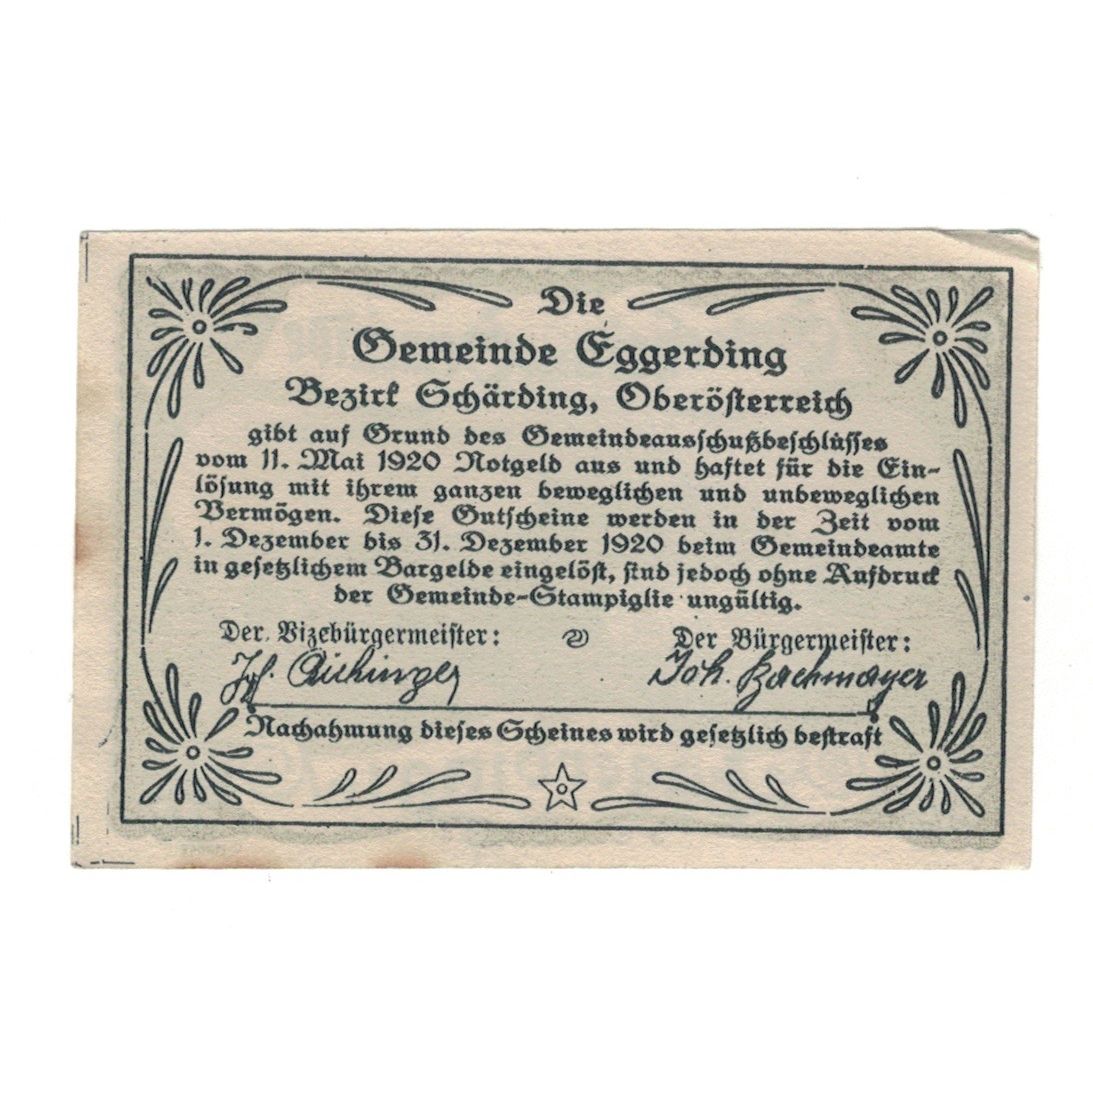 Die
Gemeinde Eggerding
Bezirk Schärding, Oberösterreich
gibt auf Grund des Gemeindeausschußbeschlusses
vom 11. Mai 1920 Notgeld aus und haftet für die Ein-
lösung mit ihrem ganzen beweglichen und unbeweglichen
Vermögen. Diese Gutscheine werden in der Zeit vom
1. Dezember bis 31. Dezember 1920 beim Gemeindeamte
in gesetzlichem Bargelde eingelöst, sind jedoch ohne Aufdruck
der Gemeinde-Stampiglie ungültig.
Der Vizebürgermeister: Der Bürgermeister:
Aichinger Joh. Bachmayer
Nachahmung dieses Scheines wird gesetzlich bestraft